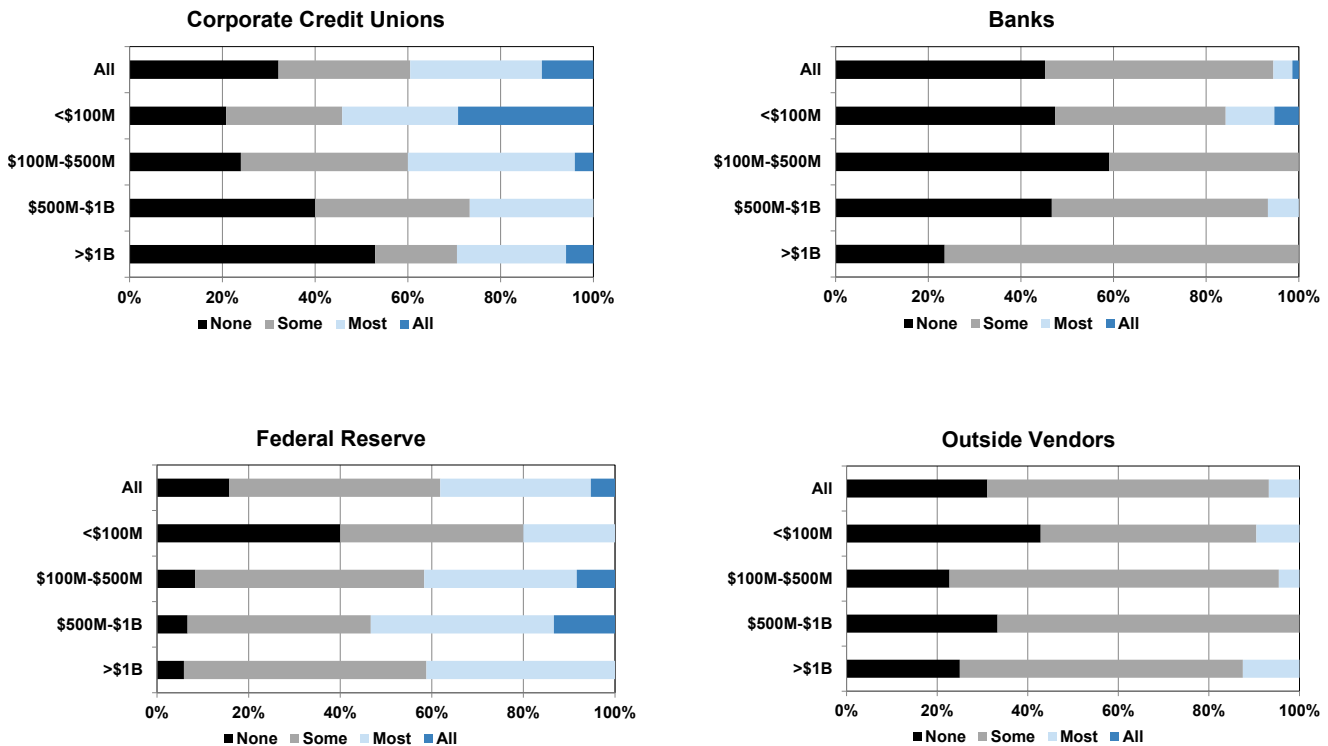 Corporate Credit Unions
All
<$100M
$100M-$500M
$500M-$1B
>$1B
0% 20% 40% 60% 80% 100%
None Some Most All
Banks
All
<$100M
$100M-$500M
$500M-$1B
>$1B
0% 20% 40% 60% 80% 100%
None Some Most All
Federal Reserve
All
<$100M
$100M-$500M
$500M-$1B
>$1B
0% 20% 40% 60% 80% 100%
None Some Most All
Outside Vendors
All
<$100M
$100M-$500M
$500M-$1B
>$1B
0% 20% 40% 60% 80% 100%
None Some Most All